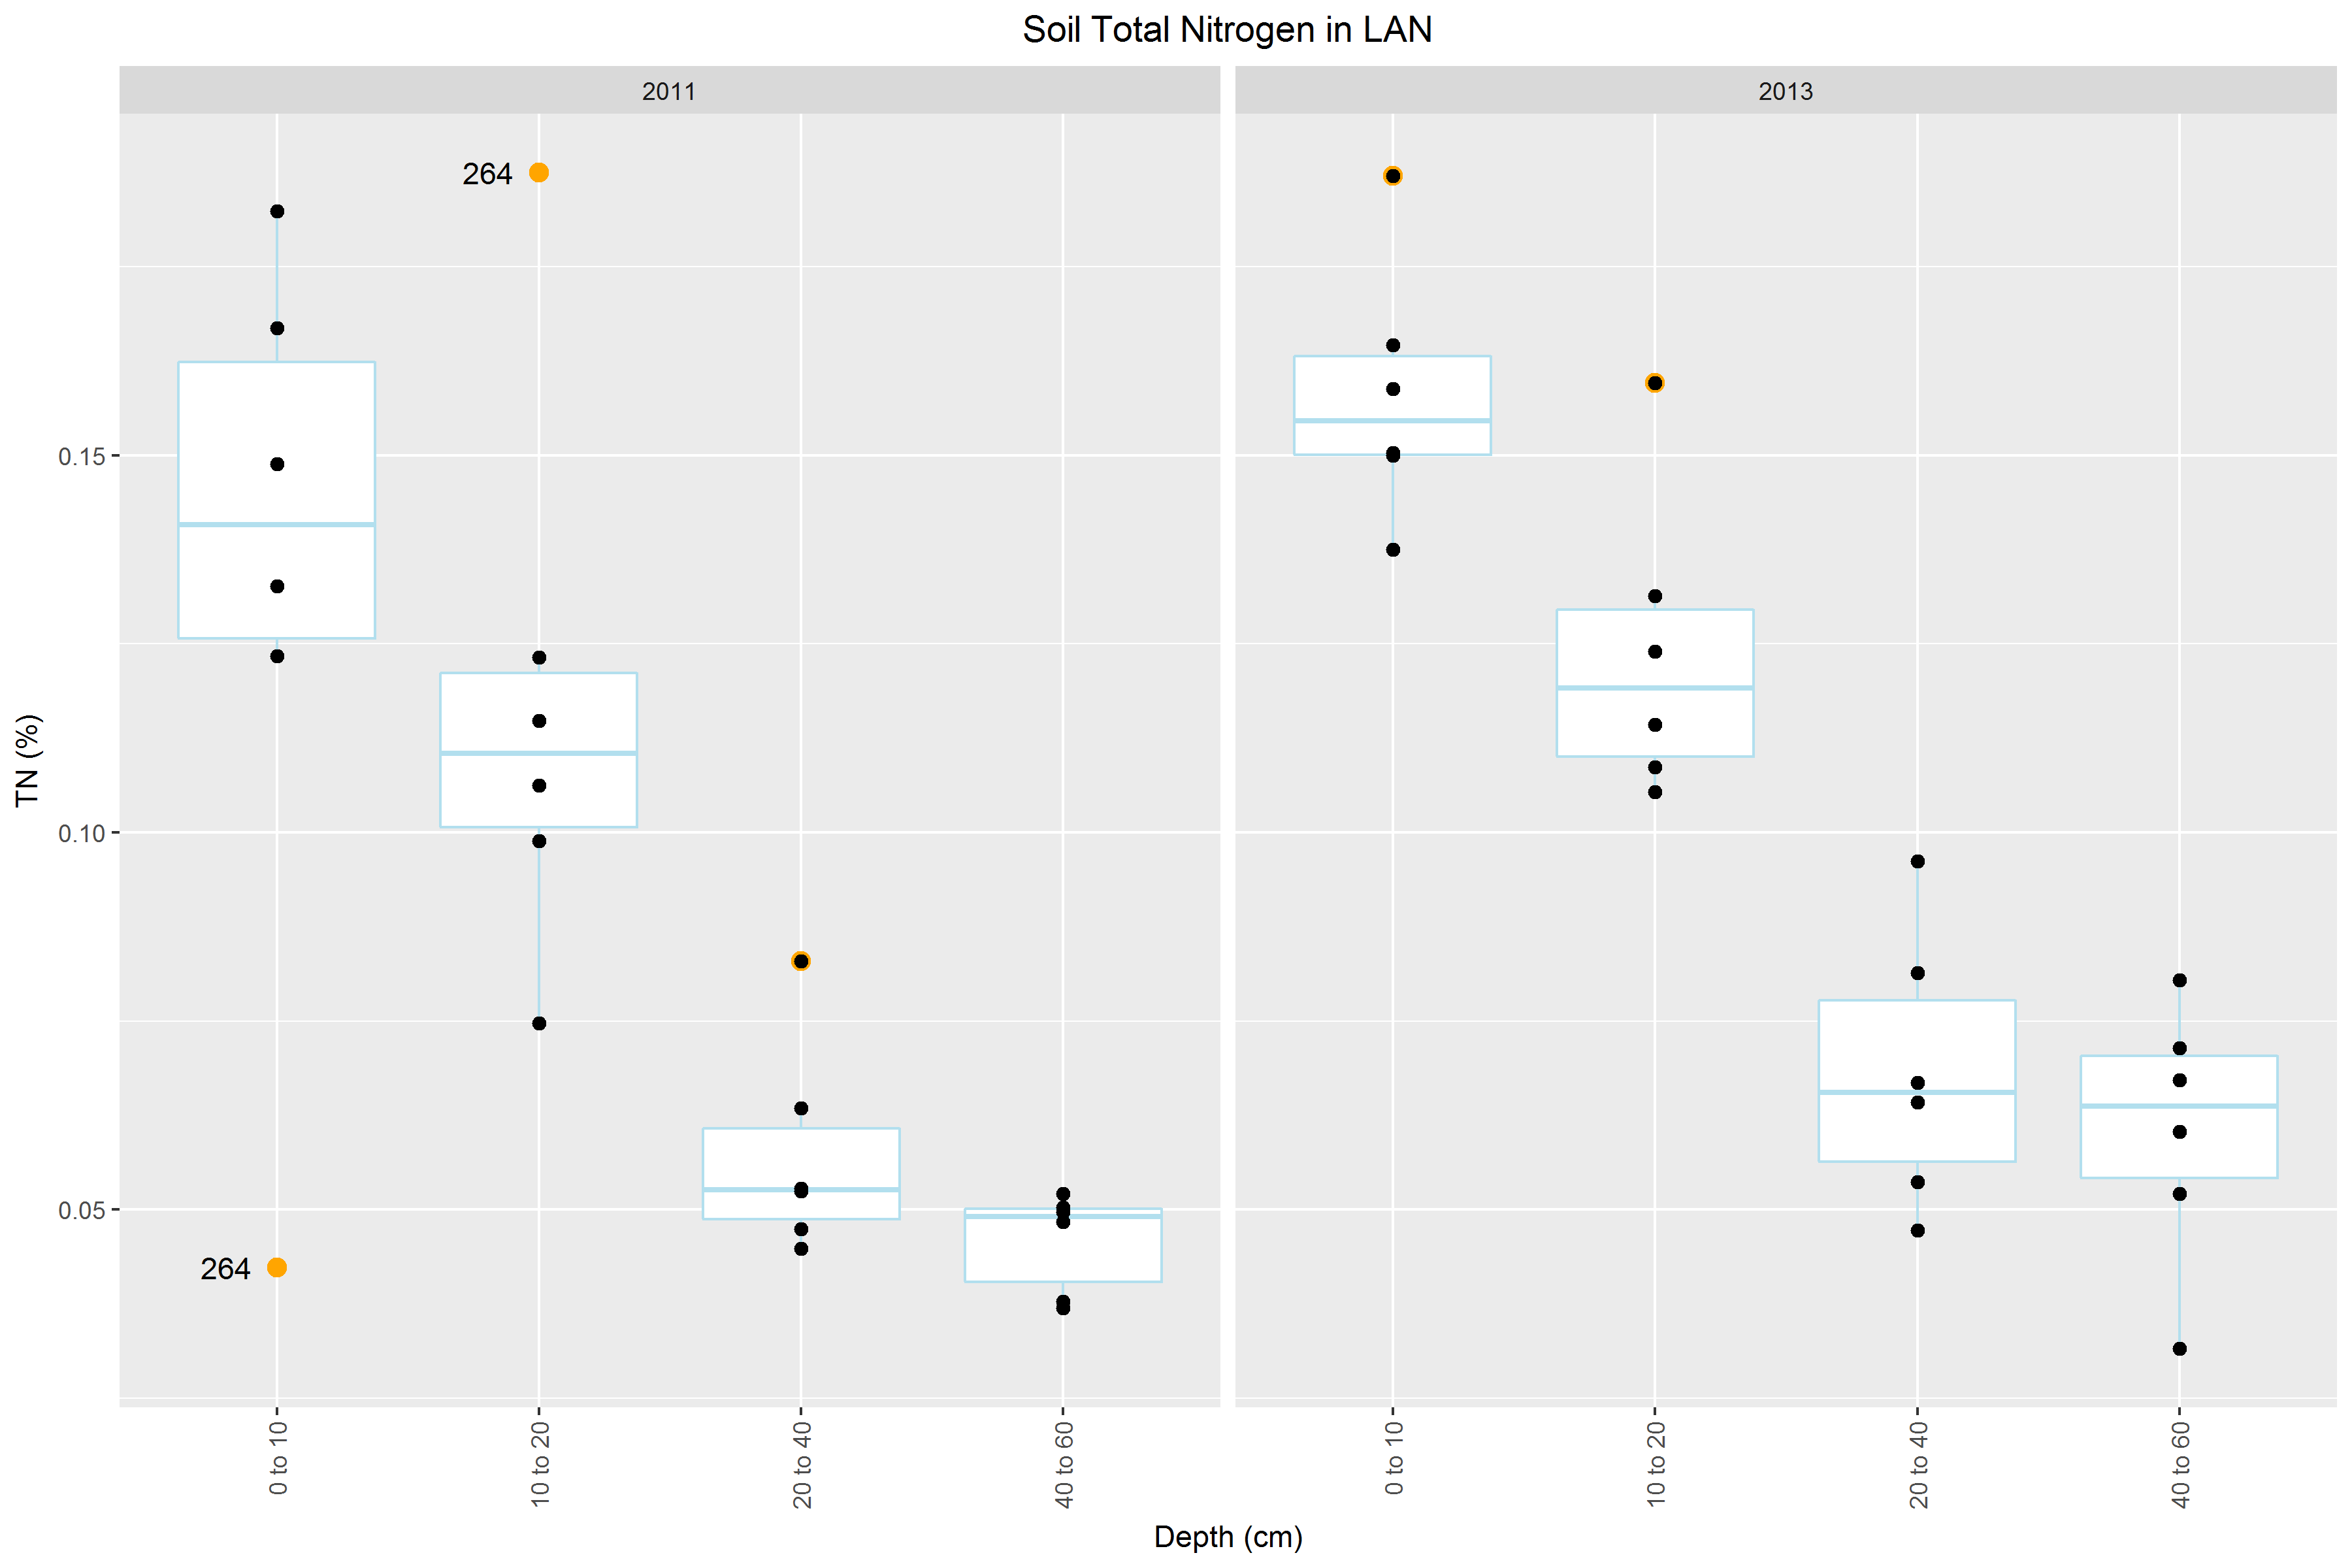 Soil Total Nitrogen in LAN
2011
2013
264
264
TN (%)
0.15
0.10
0.05
0 to 10
10 to 20
20 to 40
40 to 60
0 to 10
10 to 20
20 to 40
40 to 60
Depth (cm)